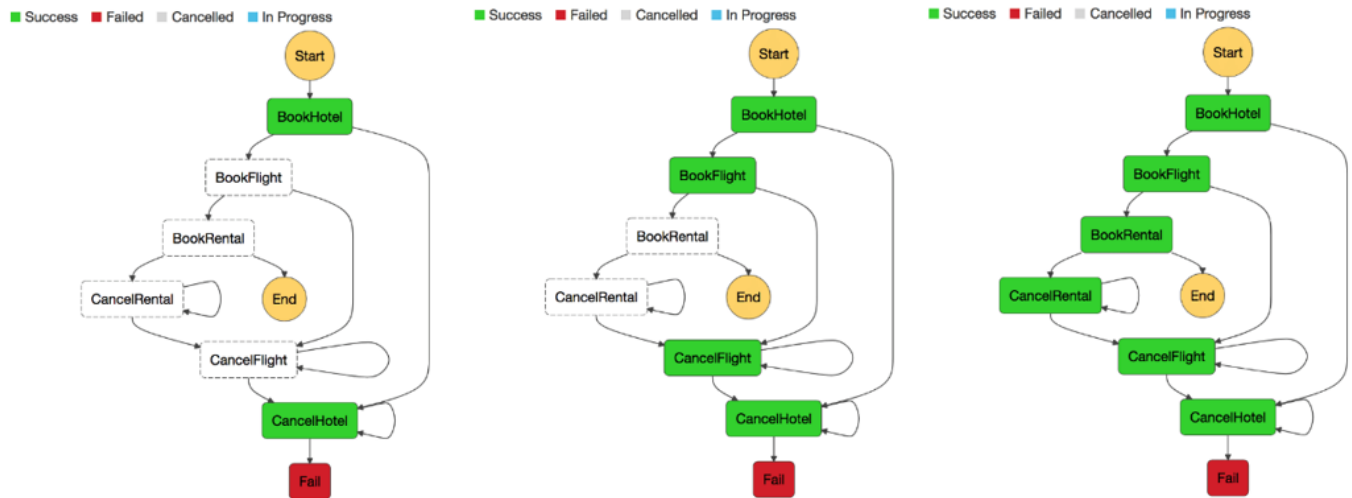 Success Failed Cancelled In Progress
Start
BookHotel
BookFlight
BookRental
CancelRental
End
CancelFlight
CancelHotel
Fail
Success Failed Cancelled In Progress
Start
BookHotel
BookFlight
BookRental
CancelRental
End
CancelFlight
CancelHotel
Fail
Success Failed Cancelled In Progress
Start
BookHotel
BookFlight
BookRental
CancelRental
End
CancelFlight
CancelHotel
Fail